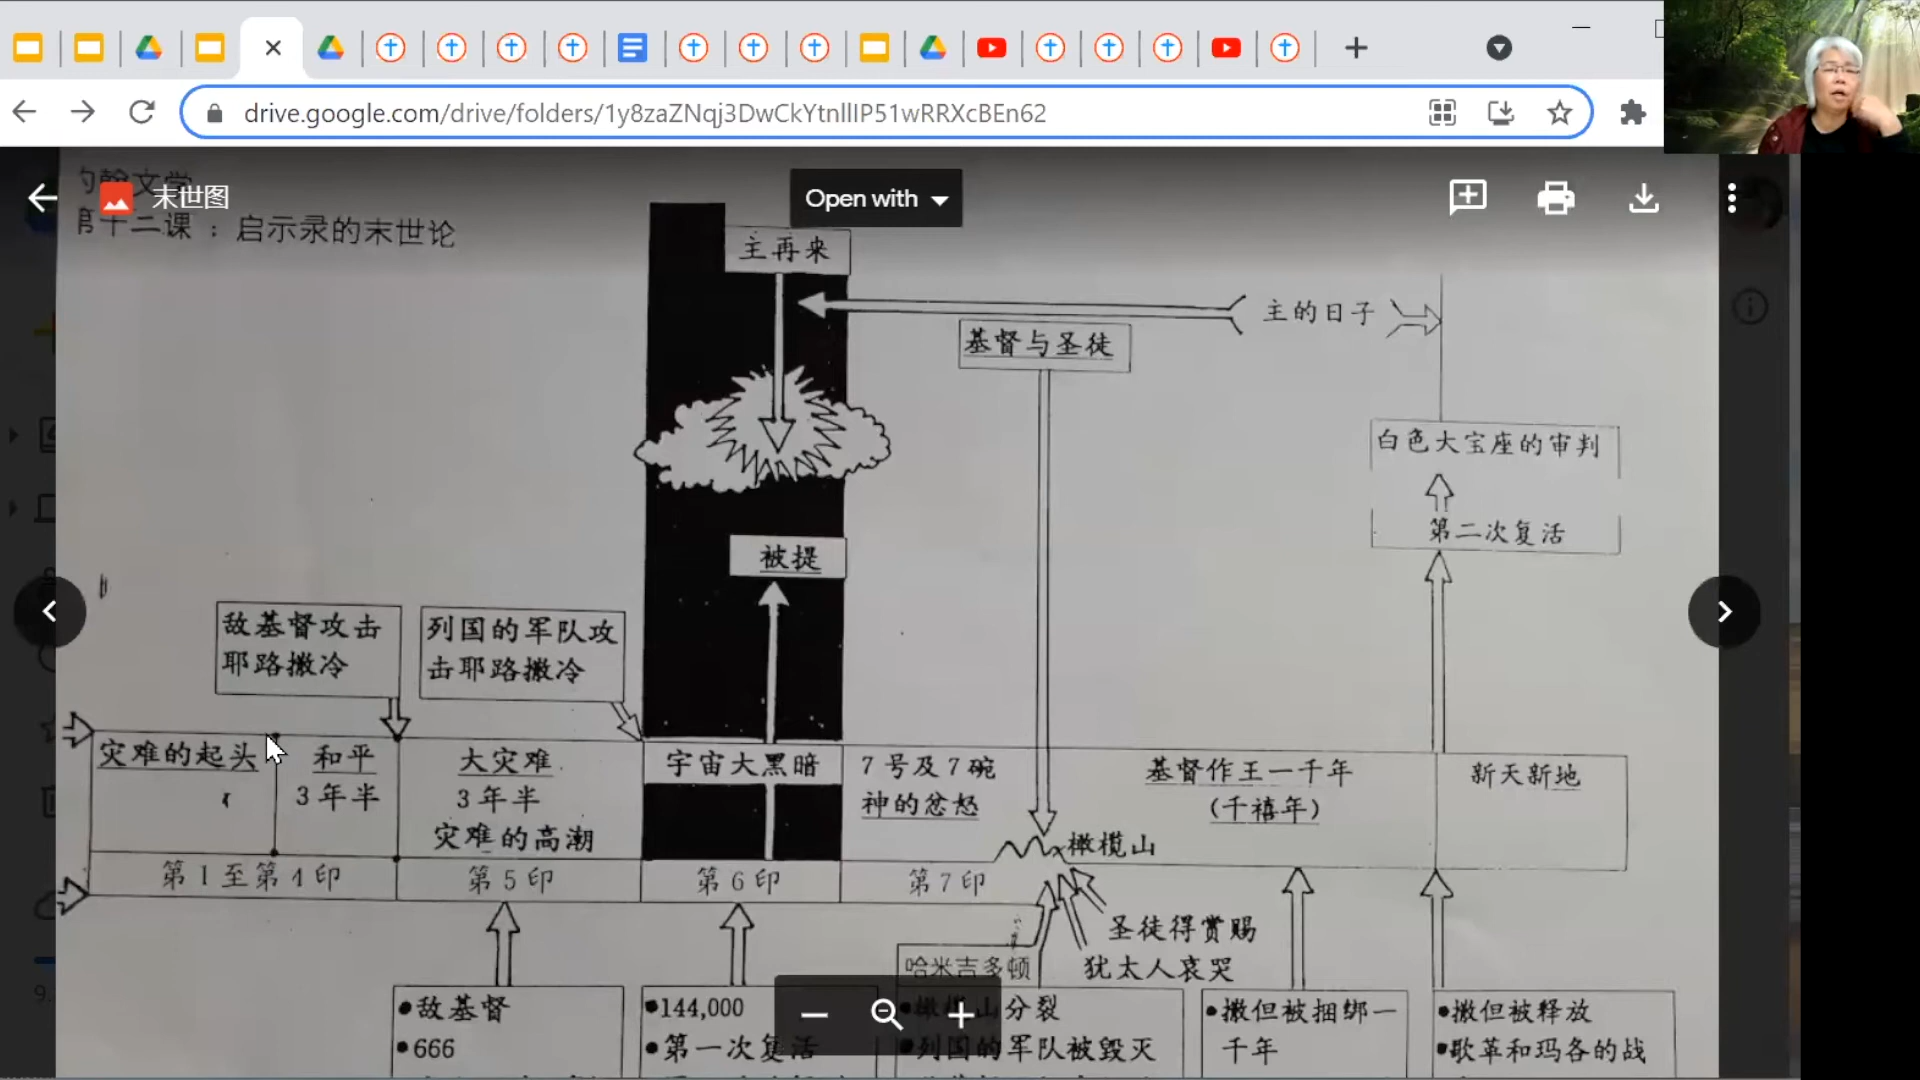 drive.google.com/drive/folders/1y8zaZNqj3DwCkYtnlllP51wRRXcBEn62
末世图
Open with
约翰文学
第十二课 : 启示录的末世论
主再来
主的日子
基督与圣徒
白色大宝座的审判
第二次复活
被提
敌基督攻击
耶路撒冷
列国的军队攻
击耶路撒冷
灾难的起头
和平
3年半
大灾难
3年半
灾难的高潮
宇宙大黑暗
7号及7碗
神的忿怒
基督作王一千年
(千禧年)
新天新地
橄榄山
第1至第4印
第5印
第6印
第7印
圣徒得赏赐
犹太人哀哭
哈米吉多顿
•敌基督
•666
•144,000
•第一次复活
•橄榄山分裂
•列国的军队被毁灭
•撒但被捆绑一
千年
•撒但被释放
•歌革和玛各的战